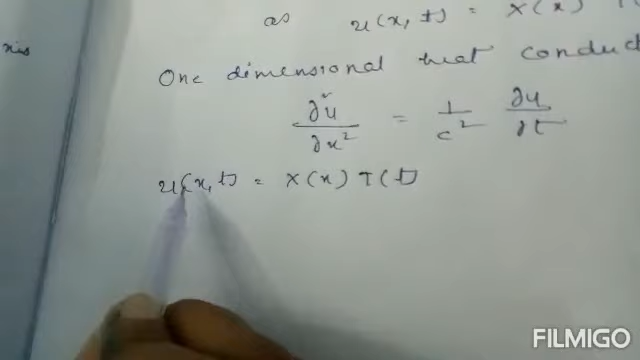 as u(x, t) = X(x)
One dimensional heat conduct
∂²u/∂x² = 1/c² ∂u/∂t
u(x, t) = X(x) T(t)
FILMIGO